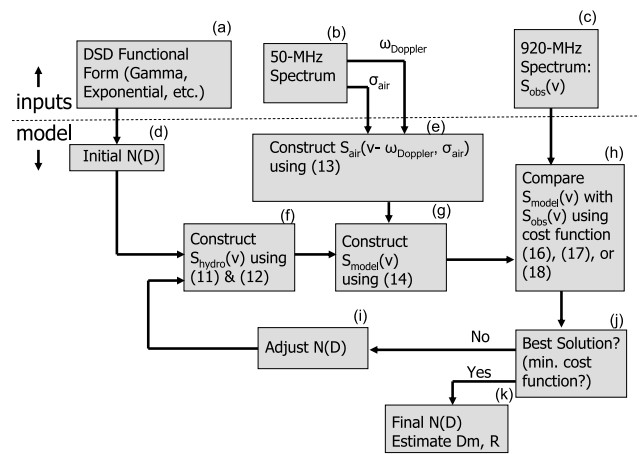 (a)
DSD Functional
Form (Gamma,
Exponential, etc.)
(b)
50-MHz
Spectrum
ωDoppler
σair
(c)
920-MHz
Spectrum:
Sobs(v)
inputs
model
(d)
Initial N(D)
(e)
Construct Sair(v- ωDoppler, σair)
using (13)
(f)
Construct
Shydro(v) using
(11) & (12)
(g)
Construct
Smodel(v)
using (14)
(h)
Compare
Smodel(v) with
Sobs(v) using
cost function
(16), (17), or
(18)
(i)
Adjust N(D)
No
(j)
Best Solution?
(min. cost
function?)
Yes
(k)
Final N(D)
Estimate Dm, R